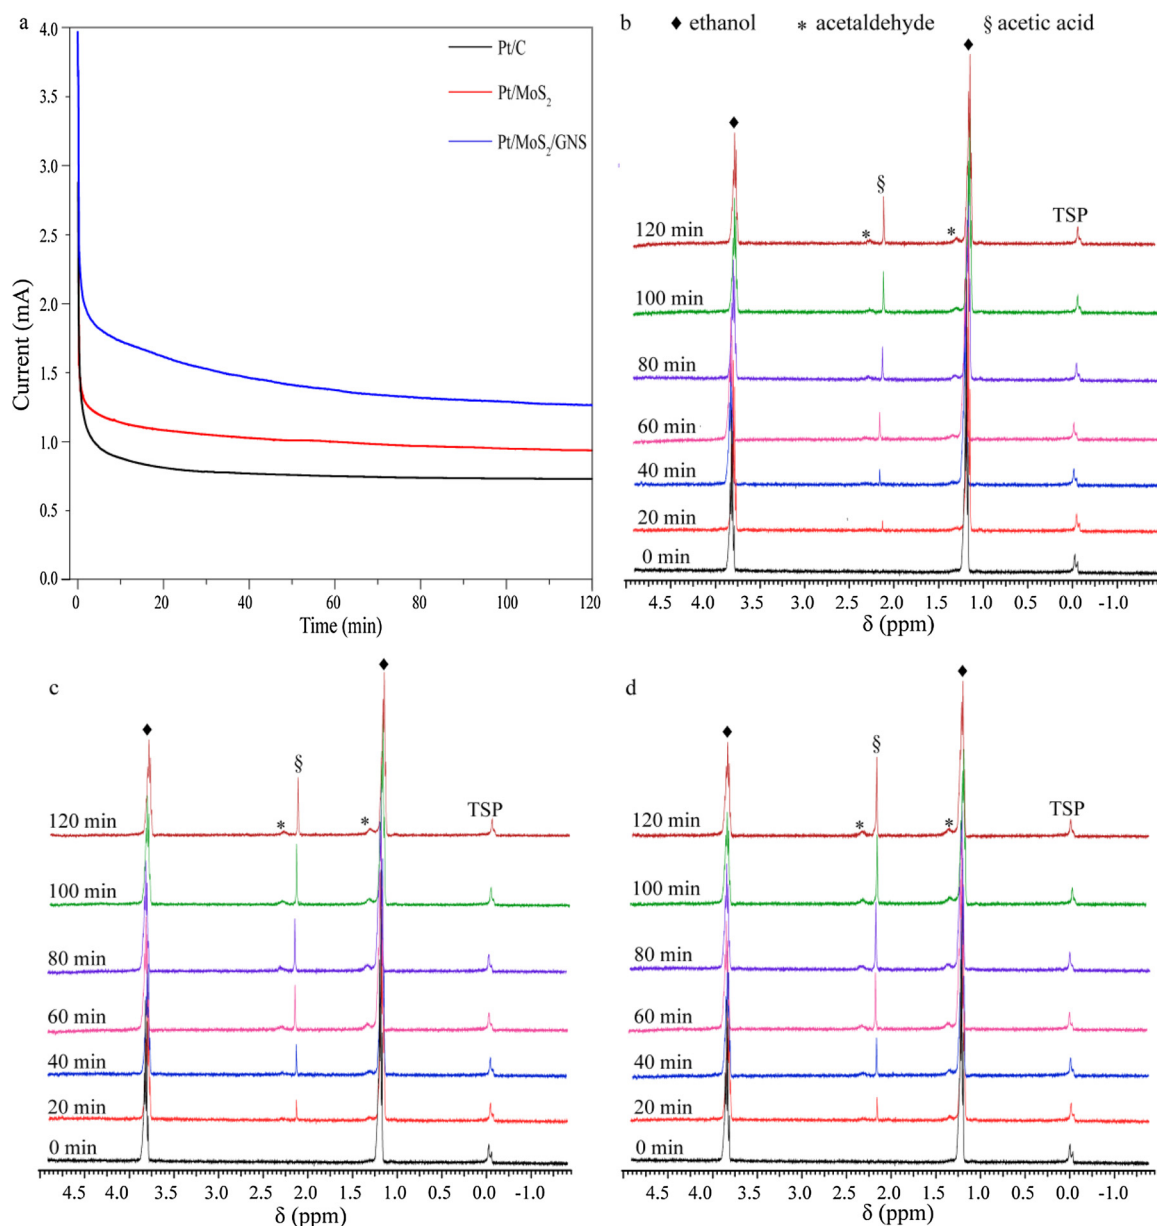 a
4.0
3.5
3.0
2.5
2.0
1.5
1.0
0.5
0.0
Current (mA)
0
20
40
60
80
100
120
Time (min)
Pt/C
Pt/MoS₂
Pt/MoS₂/GNS
b
♦ ethanol * acetaldehyde § acetic acid
♦
♦
§
120 min * * TSP
100 min
80 min
60 min
40 min
20 min
0 min
4.5 4.0 3.5 3.0 2.5 2.0 1.5 1.0 0.5 0.0 -1.0
δ (ppm)
c
♦
♦
§
120 min * * TSP
100 min
80 min
60 min
40 min
20 min
0 min
4.5 4.0 3.5 3.0 2.5 2.0 1.5 1.0 0.5 0.0 -1.0
δ (ppm)
d
♦
♦
§
120 min * * TSP
100 min
80 min
60 min
40 min
20 min
0 min
4.5 4.0 3.5 3.0 2.5 2.0 1.5 1.0 0.5 0.0 -1.0
δ (ppm)